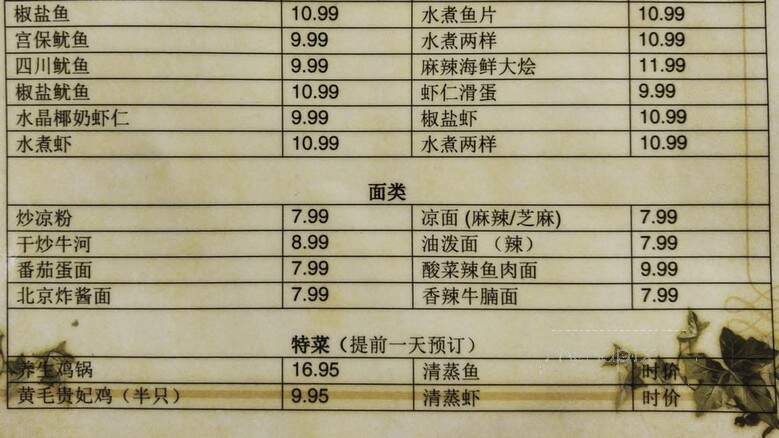 椒盐鱼 10.99 水煮鱼片 10.99
宫保鱿鱼 9.99 水煮两样 10.99
四川鱿鱼 9.99 麻辣海鲜大烩 11.99
椒盐鱿鱼 10.99 虾仁滑蛋 9.99
水晶椰奶虾仁 9.99 椒盐虾 10.99
水煮虾 10.99 水煮两样 10.99
面类
炒凉粉 7.99 凉面 (麻辣/芝麻) 7.99
干炒牛河 8.99 油泼面 （辣） 7.99
番茄蛋面 7.99 酸菜辣鱼肉面 9.99
北京炸酱面 7.99 香辣牛腩面 7.99
特菜（提前一天预订）
养生鸡锅 16.95 清蒸鱼 时价
黄毛贵妃鸡（半只） 9.95 清蒸虾 时价